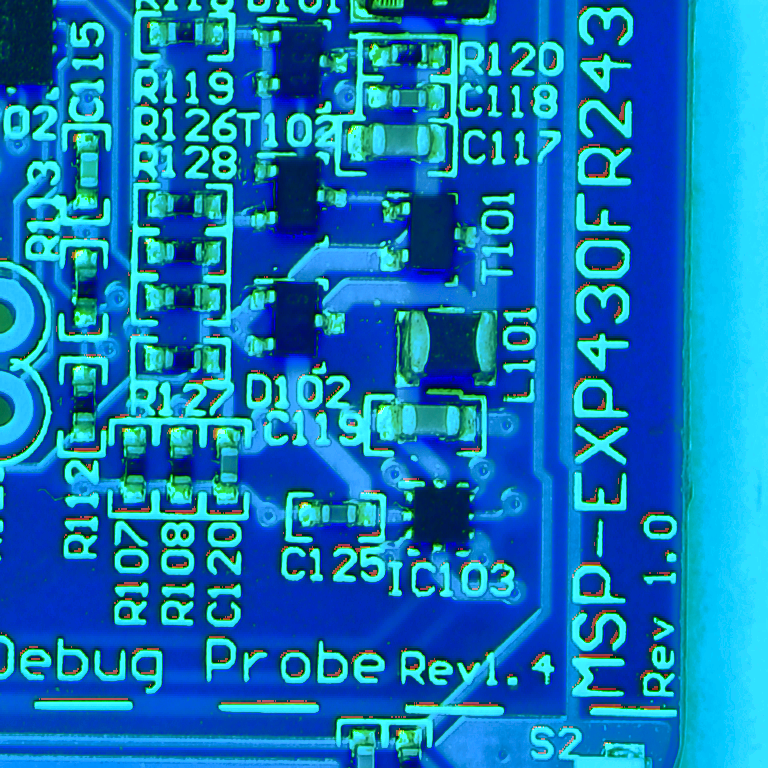 C115
R119
R126
T102
R128
R120
C118
C117
R113
T101
L101
R127
D102
C119
R112
R107
R108
C120
C125
IC103
MSP-EXP430FR243
Rev 1.0
Debug Probe Rev1.4
S2